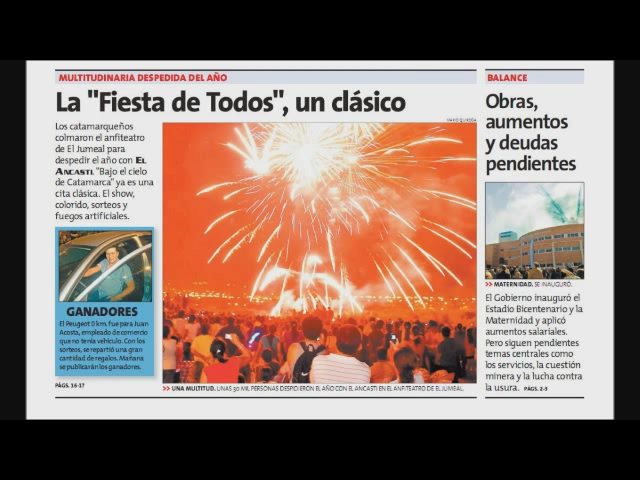 MULTITUDINARIA DESPEDIDA DEL AÑO
La "Fiesta de Todos", un clásico
Los catamarqueños
colmaron el anfiteatro
de El Jumeal para
despedir el año con EL
ANCASTI. "Bajo el cielo
de Catamarca" ya es una
cita clásica. El show,
colorido, sorteos y
fuegos artificiales.
GANADORES
El Peugeot 0 km. fue para Juan
Acosta, empleado de comercio
que no tenía vehículo. Con los
sorteos, se repartió una gran
cantidad de regalos. Mañana
se publicarán los ganadores.
PÁGS. 16-17
>> UNA MULTITUD. UNAS 30 MIL PERSONAS DESPIDIERON EL AÑO CON EL ANCASTI EN EL ANFITEATRO DE EL JUMEAL.
BALANCE
Obras,
aumentos
y deudas
pendientes
>> MATERNIDAD. SE INAUGURÓ.
El Gobierno inauguró el
Estadio Bicentenario y la
Maternidad y aplicó
aumentos salariales.
Pero siguen pendientes
temas centrales como
los servicios, la cuestión
minera y la lucha contra
la usura. PÁGS. 2-3